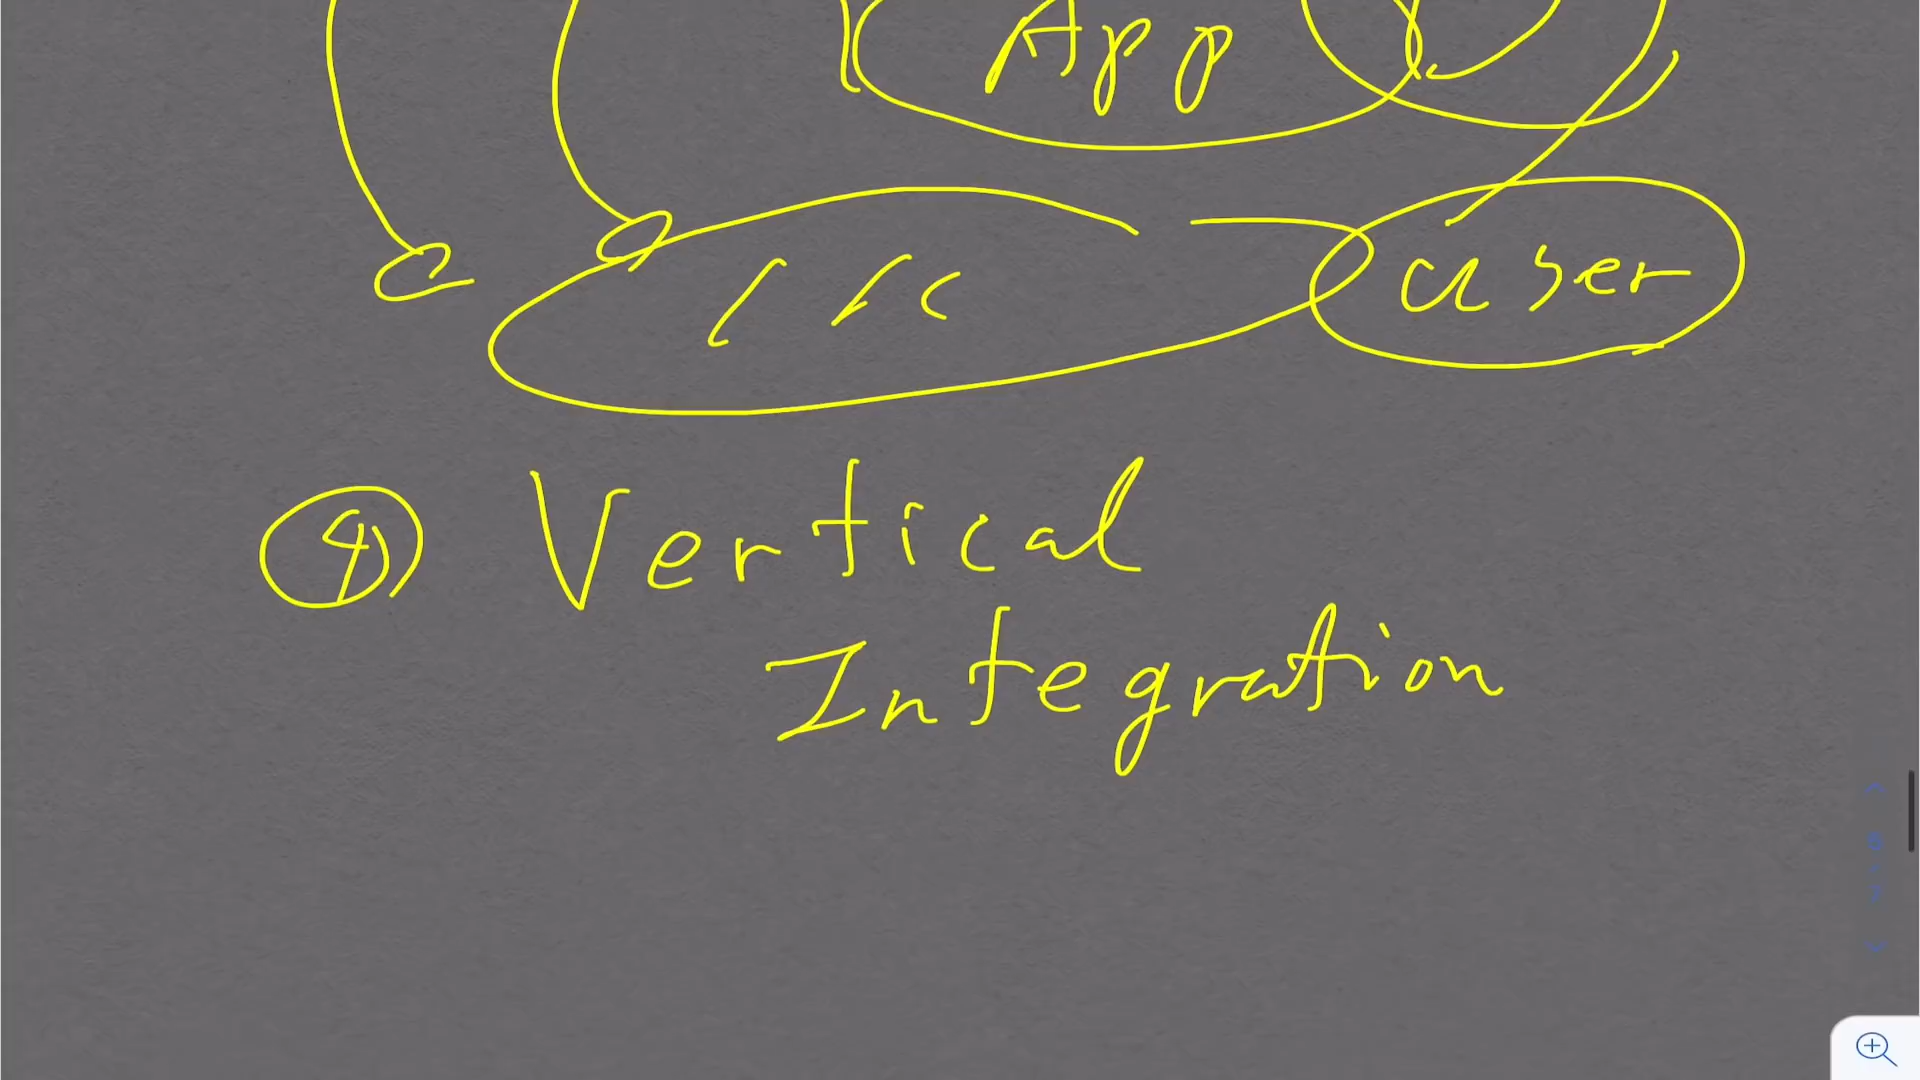 App
user
④ Vertical
Integration